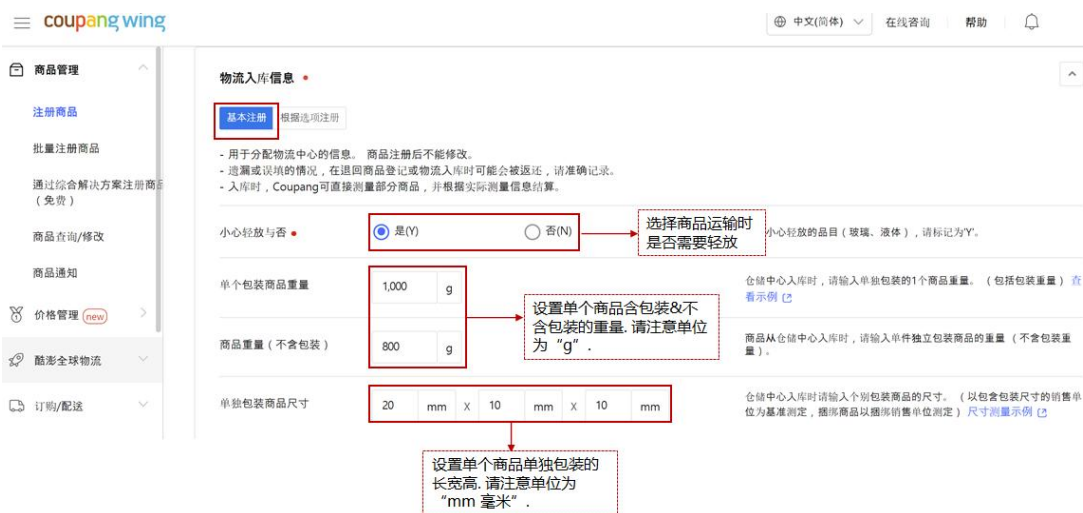 coupang wing
中文(简体)
在线咨询
帮助
商品管理
注册商品
批量注册商品
通过综合解决方案注册商品
（免费）
商品查询/修改
商品通知
价格管理 new
酷澎全球物流
订购/配送
物流入库信息
基本注册
根据选项注册
- 用于分配物流中心的信息。 商品注册后不能修改。
- 遗漏或误填的情况，在退回商品登记或物流入库时可能会被返还，请准确记录。
- 入库时，Coupang可直接测量部分商品，并根据实际测量信息结算。
小心轻放与否
是(Y)
否(N)
选择商品运输时
是否需要轻放
小心轻放的品目（玻璃、液体），请标记为'Y'。
单个包装商品重量
1,000
g
仓储中心入库时，请输入单独包装的1个商品重量。（包括包装重量）查
看示例
设置单个商品含包装&不
含包装的重量. 请注意单位
为“g”.
商品重量（不含包装）
800
g
商品从仓储中心入库时，请输入单件独立包装商品的重量 （不含包装重
量）。
单独包装商品尺寸
20 mm X 10 mm X 10 mm
仓储中心入库时请输入个别包装商品的尺寸。（以包含包装尺寸的销售单
位为基准测定，捆绑商品以捆绑销售单位测定）尺寸测量示例
设置单个商品单独包装的
长宽高. 请注意单位为
“mm 毫米”.